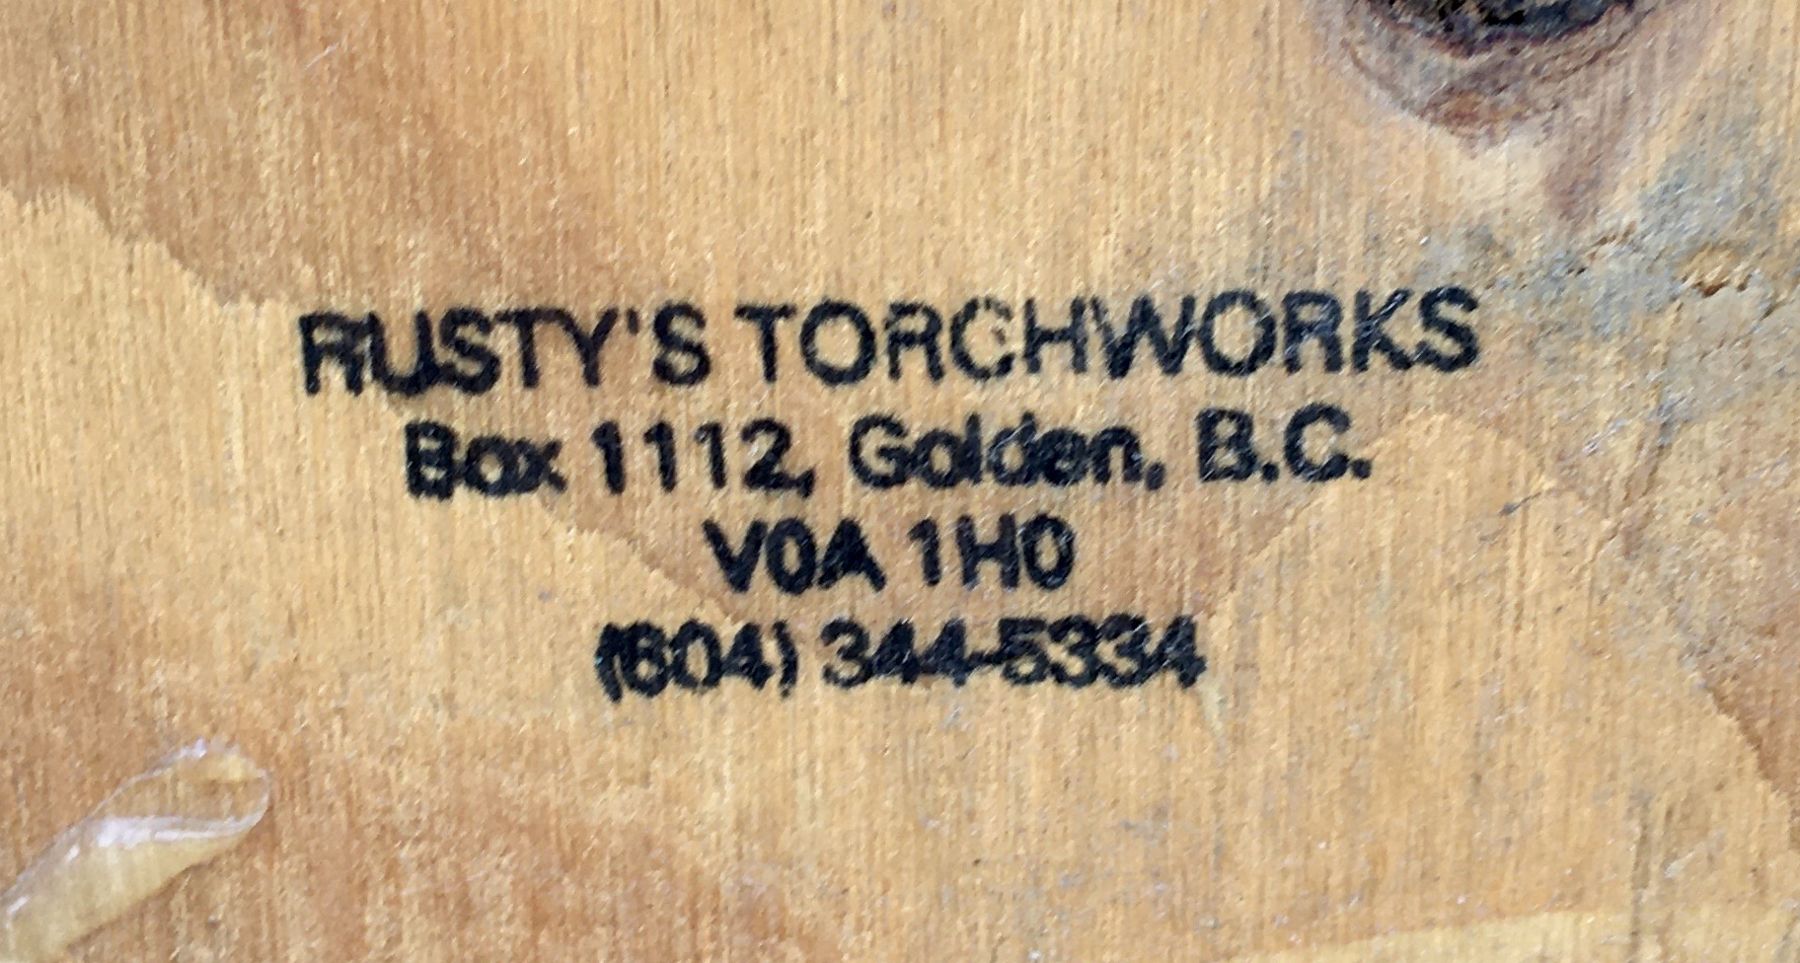 RUSTY'S TORCHWORKS
Box 1112, Golden, B.C.
V0A 1H0
(604) 344-5334